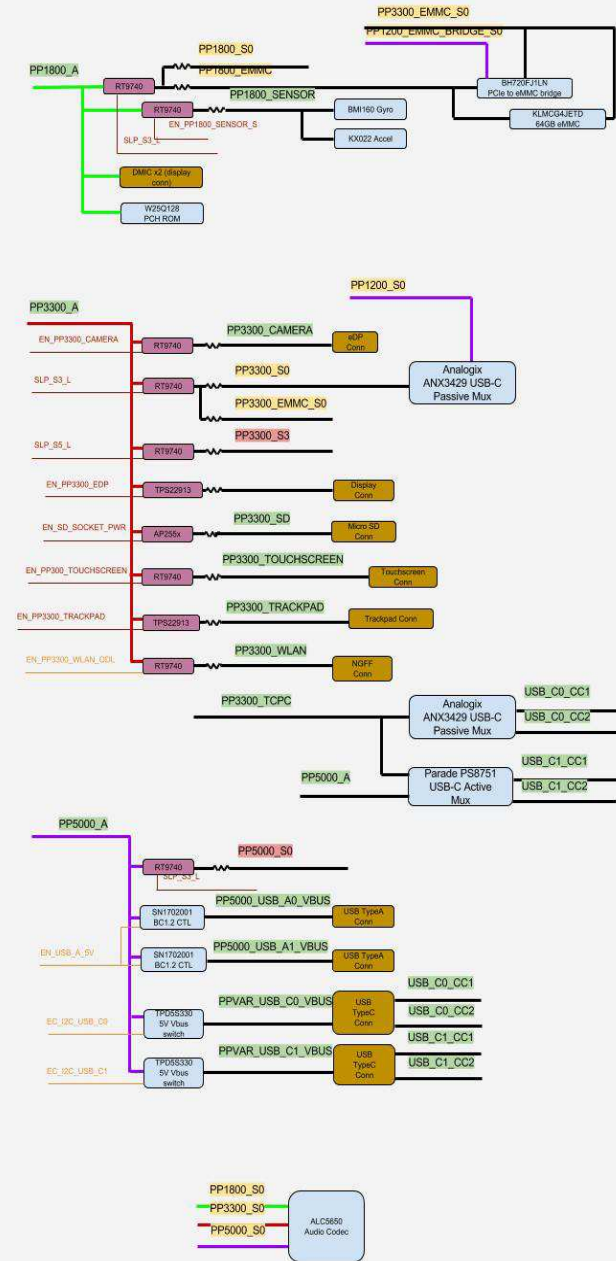 PP3300_EMMC_S0
PP1200_EMMC_BRIDGE_S0
PP1800_S0
PP1800_EMMC
PP1800_A
RT9740
BH720FJ1LN
PCIe to eMMC bridge
PP1800_SENSOR
RT9740
BMI160 Gyro
KLMCG4JETD
64GB eMMC
EN_PP1800_SENSOR_S
SLP_S3_L
KX022 Accel
DMIC x2 (display
conn)
W25Q128
PCH ROM
PP1200_S0
PP3300_A
EN_PP3300_CAMERA
RT9740
PP3300_CAMERA
eDP
Conn
SLP_S3_L
RT9740
PP3300_S0
PP3300_EMMC_S0
Analogix
ANX3429 USB-C
Passive Mux
SLP_S5_L
RT9740
PP3300_S3
EN_PP3300_EDP
TPS22913
Display
Conn
EN_SD_SOCKET_PWR
AP255x
PP3300_SD
Micro SD
Conn
EN_PP300_TOUCHSCREEN
RT9740
PP3300_TOUCHSCREEN
Touchscreen
Conn
EN_PP3300_TRACKPAD
TPS22913
PP3300_TRACKPAD
Trackpad Conn
EN_PP3300_WLAN_ODL
RT9740
PP3300_WLAN
NGFF
Conn
PP3300_TCPC
Analogix
ANX3429 USB-C
Passive Mux
USB_C0_CC1
USB_C0_CC2
PP5000_A
Parade PS8751
USB-C Active
Mux
USB_C1_CC1
USB_C1_CC2
PP5000_A
RT9740
SLP_S3_L
PP5000_S0
EN_USB_A_5V
SN1702001
BC1.2 CTL
PP5000_USB_A0_VBUS
USB TypeA
Conn
SN1702001
BC1.2 CTL
PP5000_USB_A1_VBUS
USB TypeA
Conn
EC_I2C_USB_C0
TPD5S330
5V Vbus
switch
PPVAR_USB_C0_VBUS
USB
TypeC
Conn
USB_C0_CC1
USB_C0_CC2
EC_I2C_USB_C1
TPD5S330
5V Vbus
switch
PPVAR_USB_C1_VBUS
USB
TypeC
Conn
USB_C1_CC1
USB_C1_CC2
PP1800_S0
PP3300_S0
PP5000_S0
ALC5650
Audio Codec